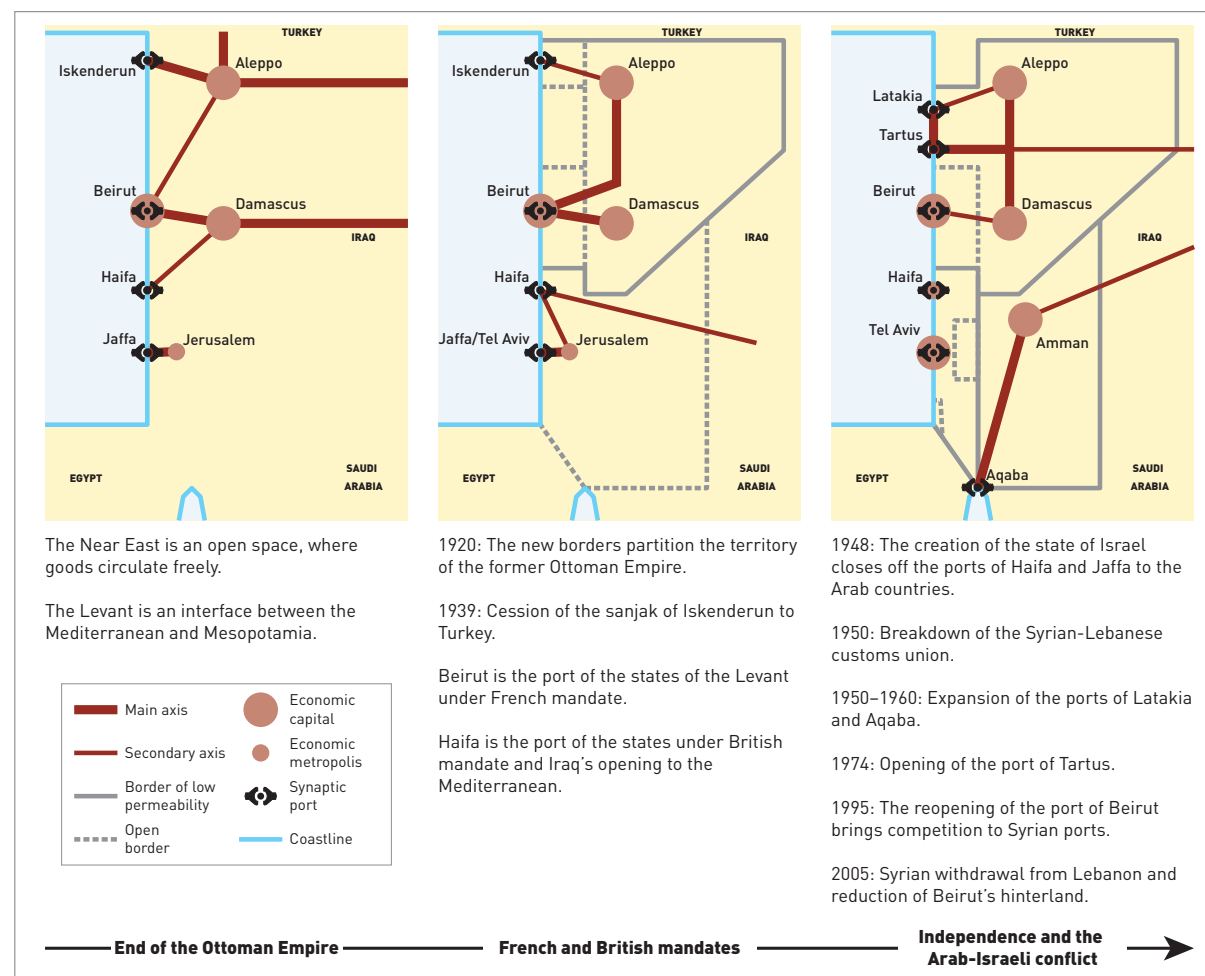 TURKEY
Iskenderun
Aleppo
Beirut
Damascus
IRAQ
Haifa
Jaffa
Jerusalem
EGYPT
SAUDI
ARABIA
The Near East is an open space, where
goods circulate freely.
The Levant is an interface between the
Mediterranean and Mesopotamia.
Main axis
Secondary axis
Border of low
permeability
Open
border
Economic
capital
Economic
metropolis
Synaptic
port
Coastline
End of the Ottoman Empire
TURKEY
Iskenderun
Aleppo
Beirut
Damascus
IRAQ
Haifa
Jaffa/Tel Aviv
Jerusalem
EGYPT
SAUDI
ARABIA
1920: The new borders partition the territory
of the former Ottoman Empire.
1939: Cession of the sanjak of Iskenderun to
Turkey.
Beirut is the port of the states of the Levant
under French mandate.
Haifa is the port of the states under British
mandate and Iraq's opening to the
Mediterranean.
French and British mandates
TURKEY
Aleppo
Latakia
Tartus
Beirut
Damascus
IRAQ
Haifa
Tel Aviv
Amman
EGYPT
SAUDI
ARABIA
Aqaba
1948: The creation of the state of Israel
closes off the ports of Haifa and Jaffa to the
Arab countries.
1950: Breakdown of the Syrian-Lebanese
customs union.
1950–1960: Expansion of the ports of Latakia
and Aqaba.
1974: Opening of the port of Tartus.
1995: The reopening of the port of Beirut
brings competition to Syrian ports.
2005: Syrian withdrawal from Lebanon and
reduction of Beirut's hinterland.
Independence and the
Arab-Israeli conflict